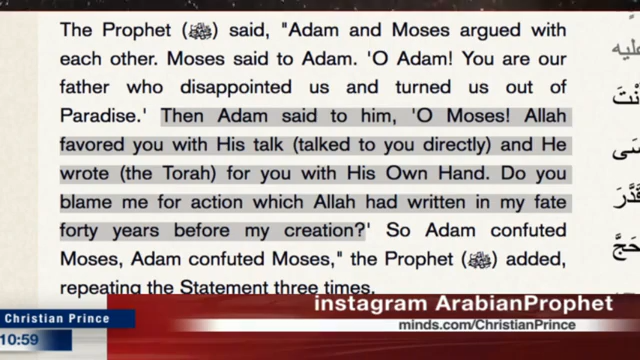 The Prophet (ﷺ) said, "Adam and Moses argued with
each other. Moses said to Adam. 'O Adam! You are our
father who disappointed us and turned us out of
Paradise.' Then Adam said to him, 'O Moses! Allah
favored you with His talk (talked to you directly) and He
wrote (the Torah) for you with His Own Hand. Do you
blame me for action which Allah had written in my fate
forty years before my creation?' So Adam confuted
Moses, Adam confuted Moses," the Prophet (ﷺ) added,
repeating the Statement three times.
instagram ArabianProphet
Christian Prince
minds.com/ChristianPrince
10:59